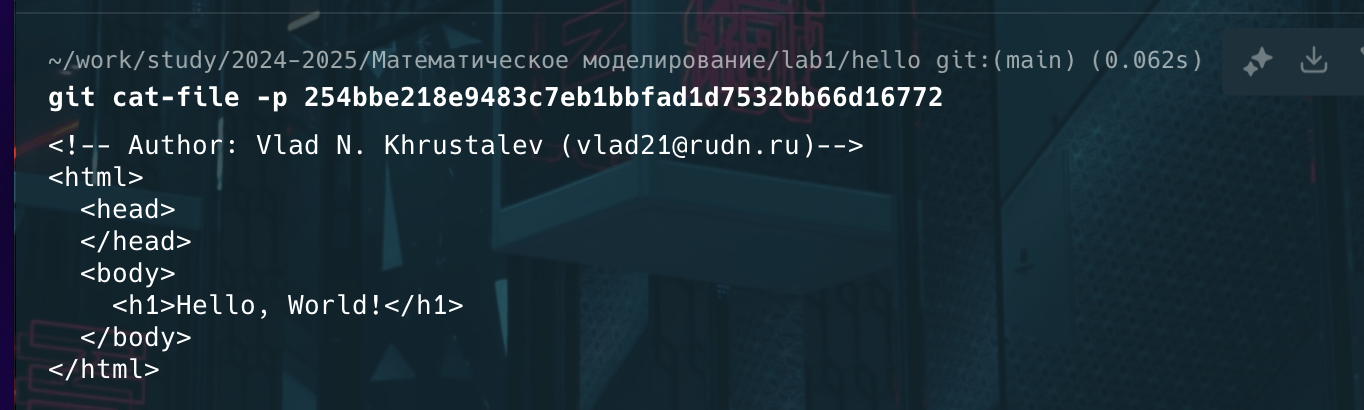 ~/work/study/2024-2025/Математическое моделирование/lab1/hello git:(main) (0.062s)
git cat-file -p 254bbe218e9483c7eb1bbfad1d7532bb66d16772
<!-- Author: Vlad N. Khrustalev (vlad21@rudn.ru)-->
<html>
  <head>
  </head>
  <body>
    <h1>Hello, World!</h1>
  </body>
</html>